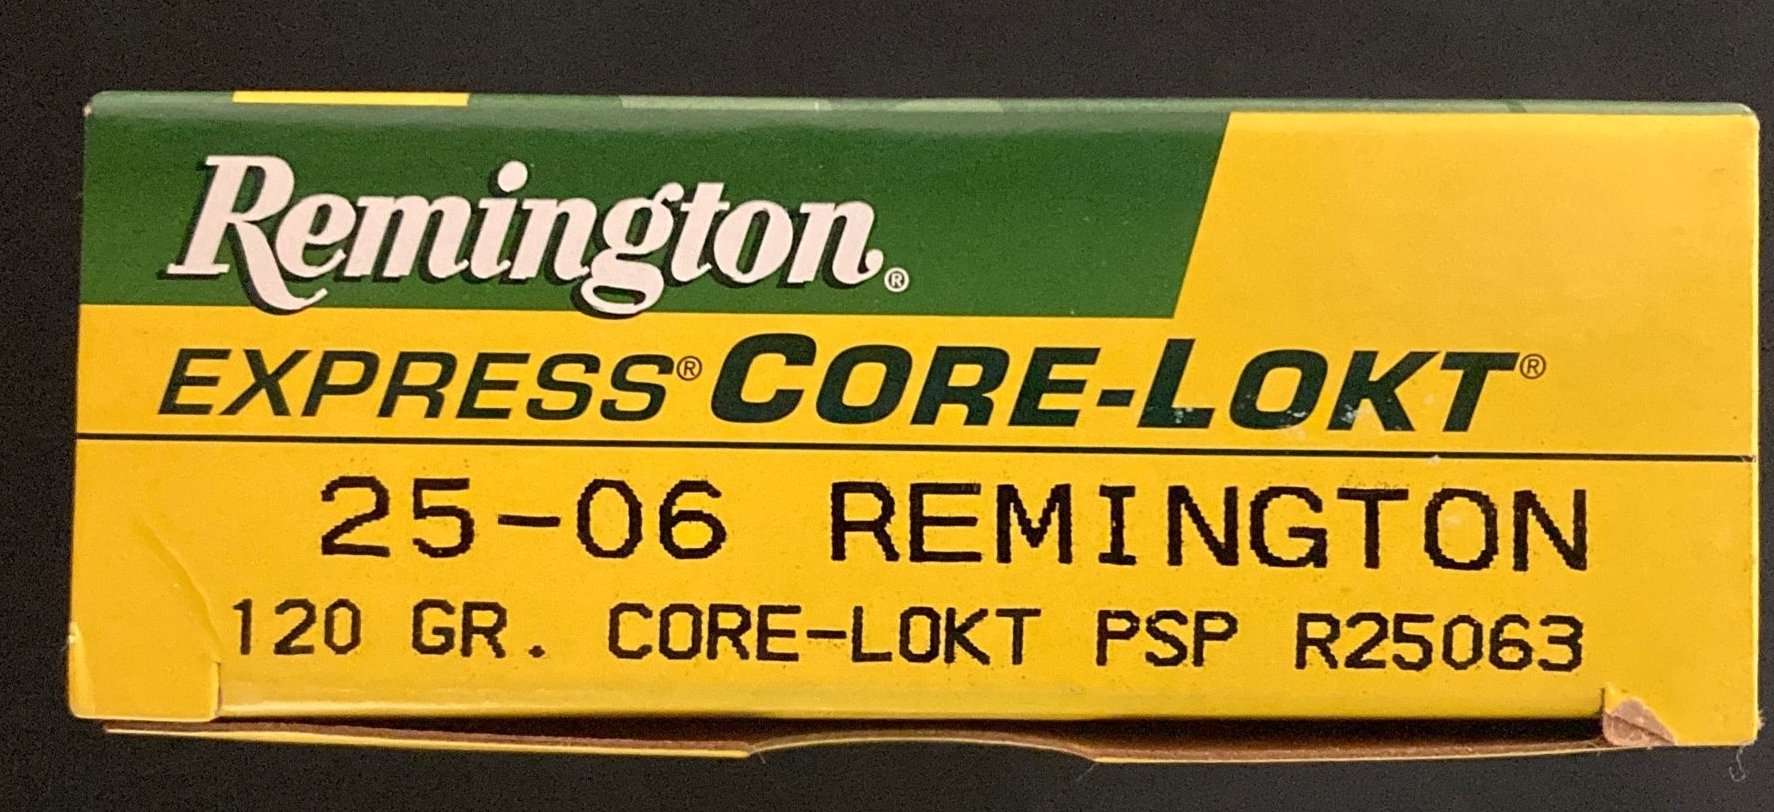 Remington®
EXPRESS® CORE-LOKT®
25-06 REMINGTON
120 GR. CORE-LOKT PSP R25063